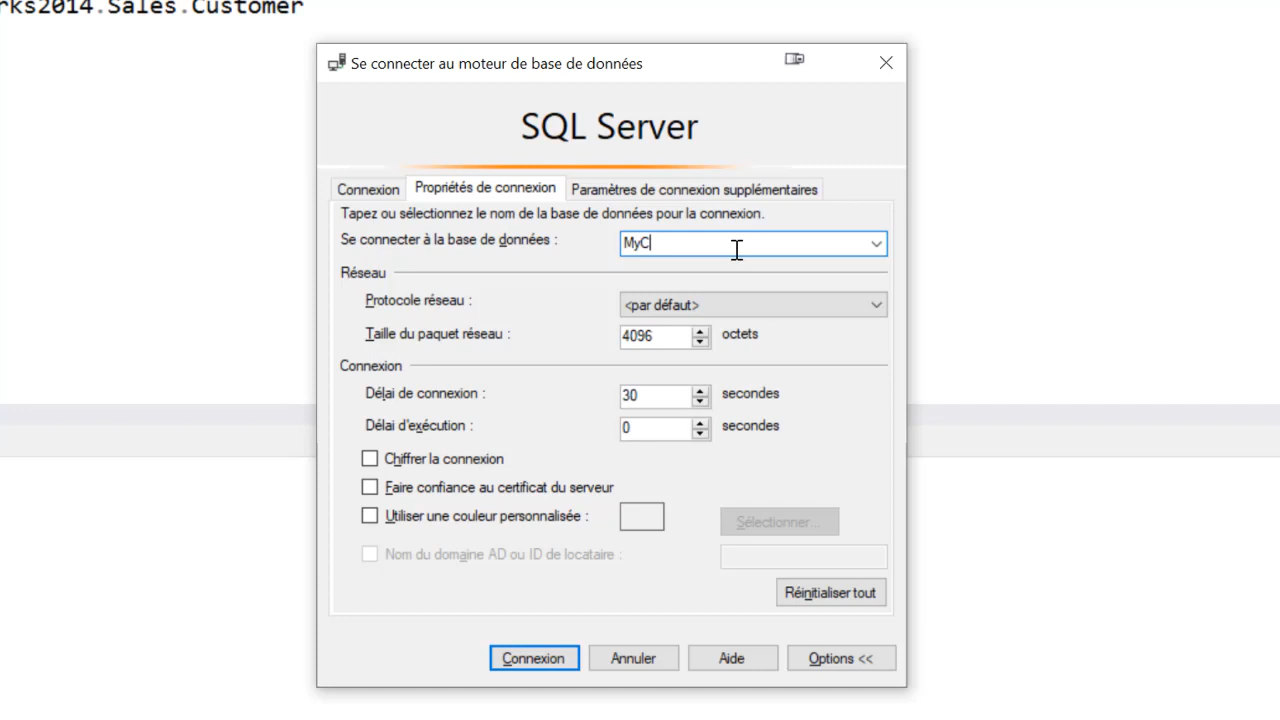 rks2014.Sales.Customer
Se connecter au moteur de base de données
SQL Server
Connexion
Propriétés de connexion
Paramètres de connexion supplémentaires
Tapez ou sélectionnez le nom de la base de données pour la connexion.
Se connecter à la base de données :
MyC
Réseau
Protocole réseau :
<par défaut>
Taille du paquet réseau :
4096
octets
Connexion
Délai de connexion :
30
secondes
Délai d'exécution :
0
secondes
Chiffrer la connexion
Faire confiance au certificat du serveur
Utiliser une couleur personnalisée :
Sélectionner...
Nom du domaine AD ou ID de locataire :
Réinitialiser tout
Connexion
Annuler
Aide
Options <<